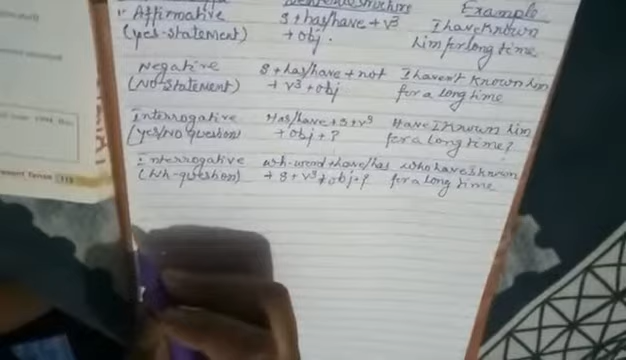 Sentence structure Example
1. Affirmative S + has/have + v³ I have known
(yes-statement) + obj. him for long time
Negative S + has/have + not I haven't known him
(No statement) + v³ + obj for a long time
interrogative Has/have + S + v³ Have I known him
(yes/no question) + obj + ? for a long time?
interrogative wh-word + have/has who have I known
(wh-question) + S + v³ + obj + ? for a long time